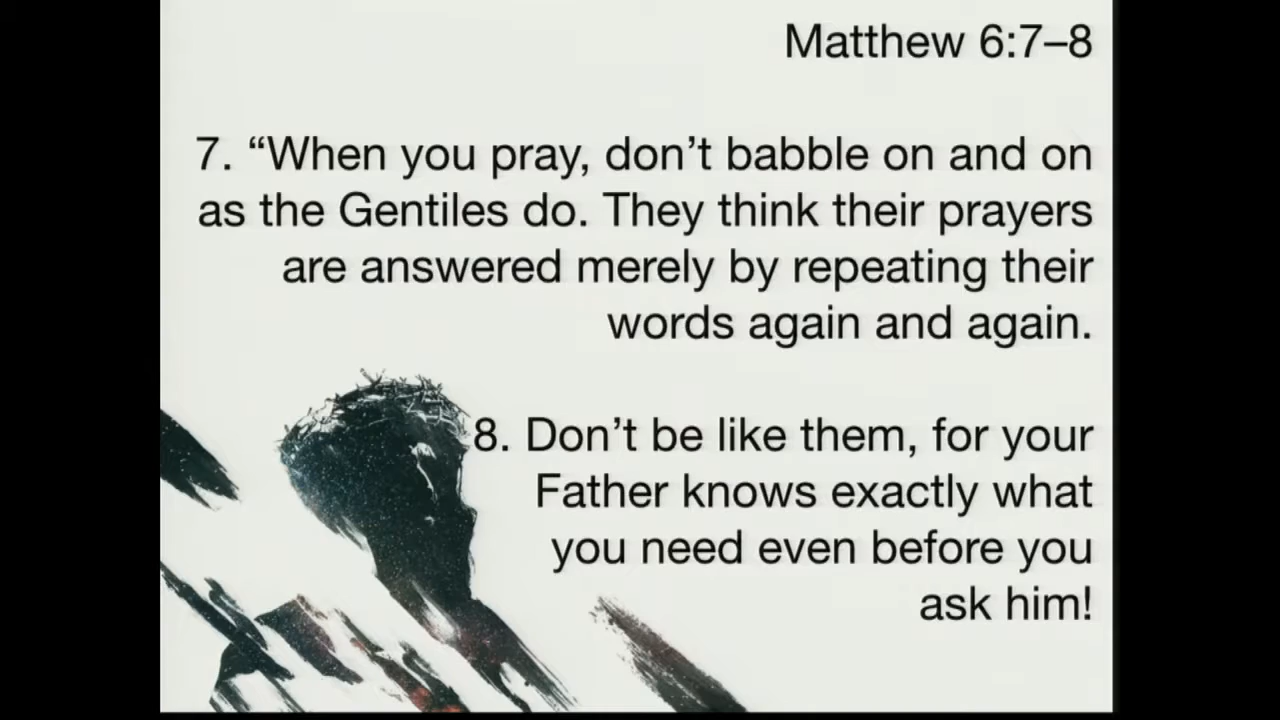 Matthew 6:7–8
7. “When you pray, don’t babble on and on
as the Gentiles do. They think their prayers
are answered merely by repeating their
words again and again.
8. Don’t be like them, for your
Father knows exactly what
you need even before you
ask him!